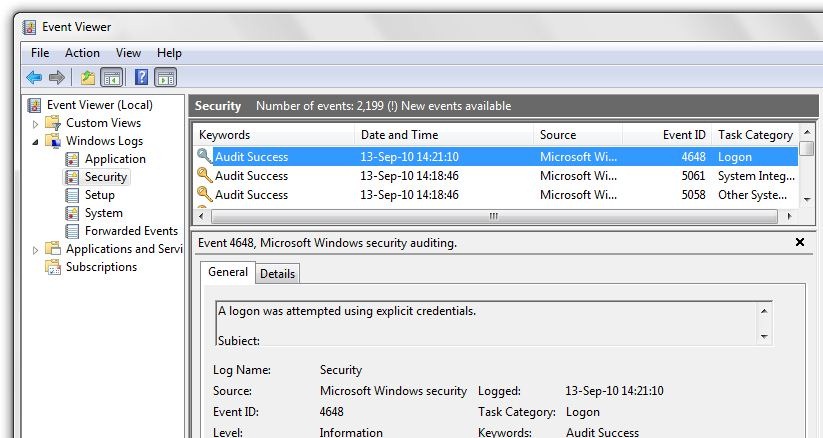 Event Viewer
File Action View Help
Event Viewer (Local)
Custom Views
Windows Logs
Application
Security
Setup
System
Forwarded Events
Applications and Servi
Subscriptions
Security Number of events: 2,199 (!) New events available
Keywords Date and Time Source Event ID Task Category
Audit Success 13-Sep-10 14:21:10 Microsoft Wi... 4648 Logon
Audit Success 13-Sep-10 14:18:46 Microsoft Wi... 5061 System Integ...
Audit Success 13-Sep-10 14:18:46 Microsoft Wi... 5058 Other Syste...
Event 4648, Microsoft Windows security auditing.
General Details
A logon was attempted using explicit credentials.
Subject:
Log Name: Security
Source: Microsoft Windows security Logged: 13-Sep-10 14:21:10
Event ID: 4648 Task Category: Logon
Level: Information Keywords: Audit Success